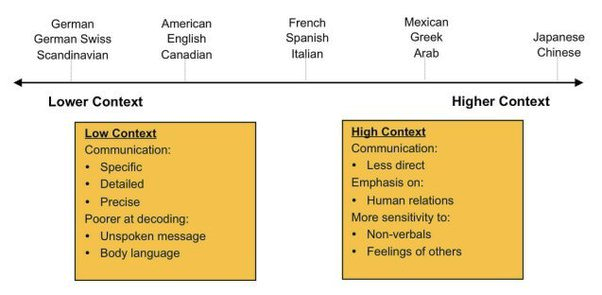 German
German Swiss
Scandinavian
American
English
Canadian
French
Spanish
Italian
Mexican
Greek
Arab
Japanese
Chinese
Lower Context
Higher Context
Low Context
Communication:
• Specific
• Detailed
• Precise
Poorer at decoding:
• Unspoken message
• Body language
High Context
Communication:
• Less direct
Emphasis on:
• Human relations
More sensitivity to:
• Non-verbals
• Feelings of others